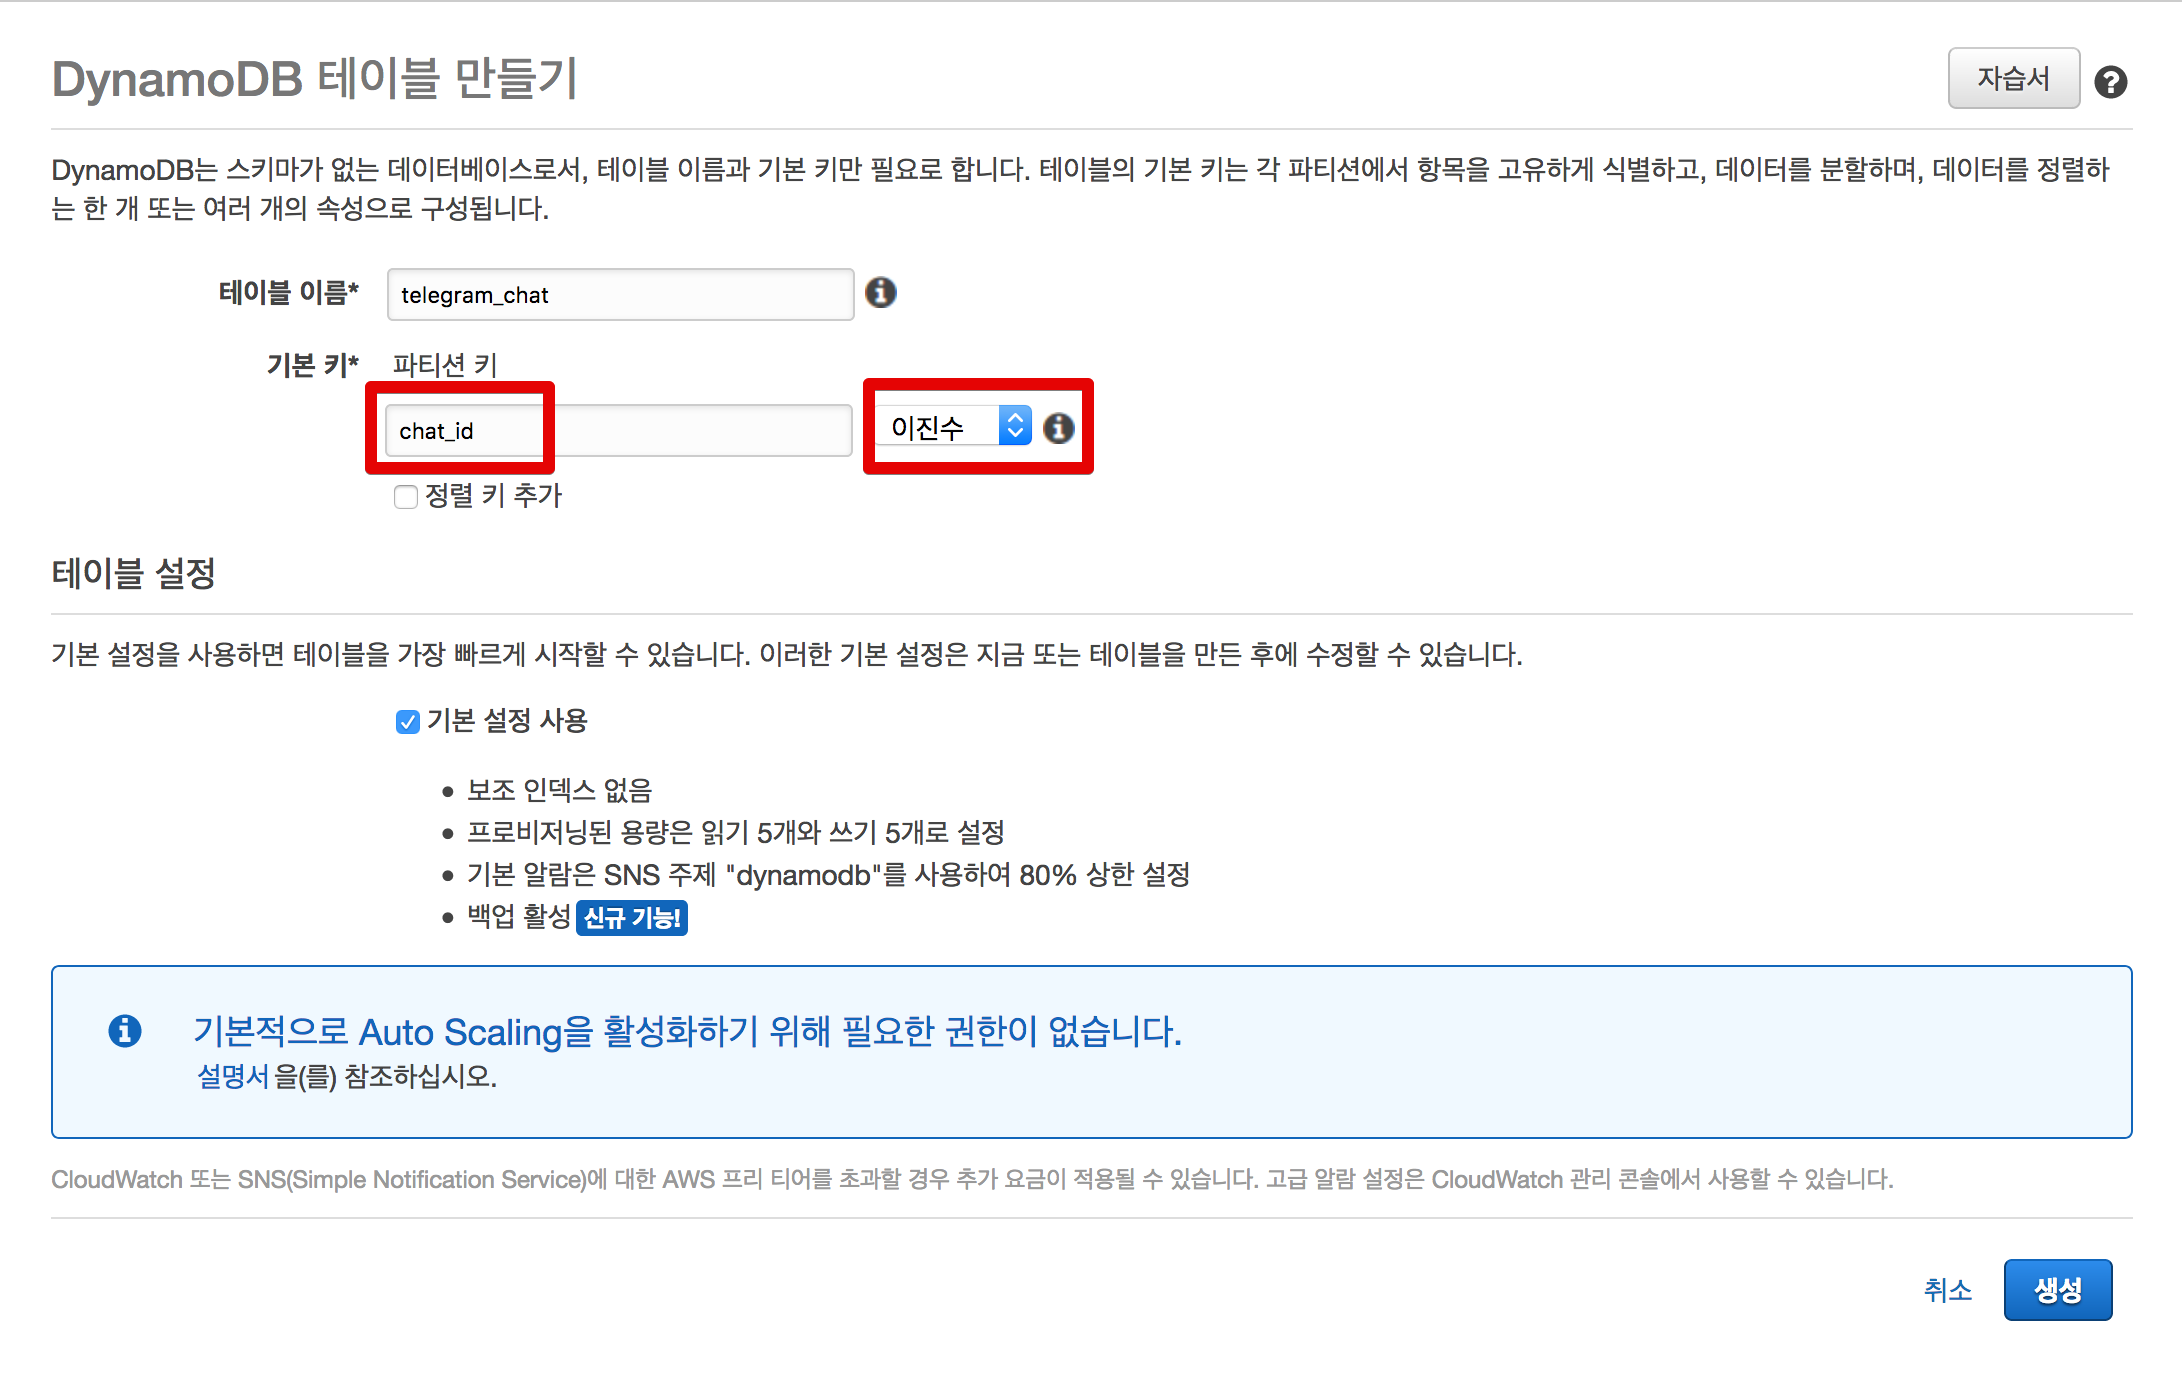 DynamoDB 테이블 만들기
자습서
DynamoDB는 스키마가 없는 데이터베이스로서, 테이블 이름과 기본 키만 필요로 합니다. 테이블의 기본 키는 각 파티션에서 항목을 고유하게 식별하고, 데이터를 분할하며, 데이터를 정렬하
는 한 개 또는 여러 개의 속성으로 구성됩니다.
테이블 이름* telegram_chat
기본 키* 파티션 키
chat_id 이진수
정렬 키 추가
테이블 설정
기본 설정을 사용하면 테이블을 가장 빠르게 시작할 수 있습니다. 이러한 기본 설정은 지금 또는 테이블을 만든 후에 수정할 수 있습니다.
기본 설정 사용
• 보조 인덱스 없음
• 프로비저닝된 용량은 읽기 5개와 쓰기 5개로 설정
• 기본 알람은 SNS 주제 "dynamodb"를 사용하여 80% 상한 설정
• 백업 활성 신규 기능!
기본적으로 Auto Scaling을 활성화하기 위해 필요한 권한이 없습니다.
설명서 을(를) 참조하십시오.
CloudWatch 또는 SNS(Simple Notification Service)에 대한 AWS 프리 티어를 초과할 경우 추가 요금이 적용될 수 있습니다. 고급 알람 설정은 CloudWatch 관리 콘솔에서 사용할 수 있습니다.
취소 생성